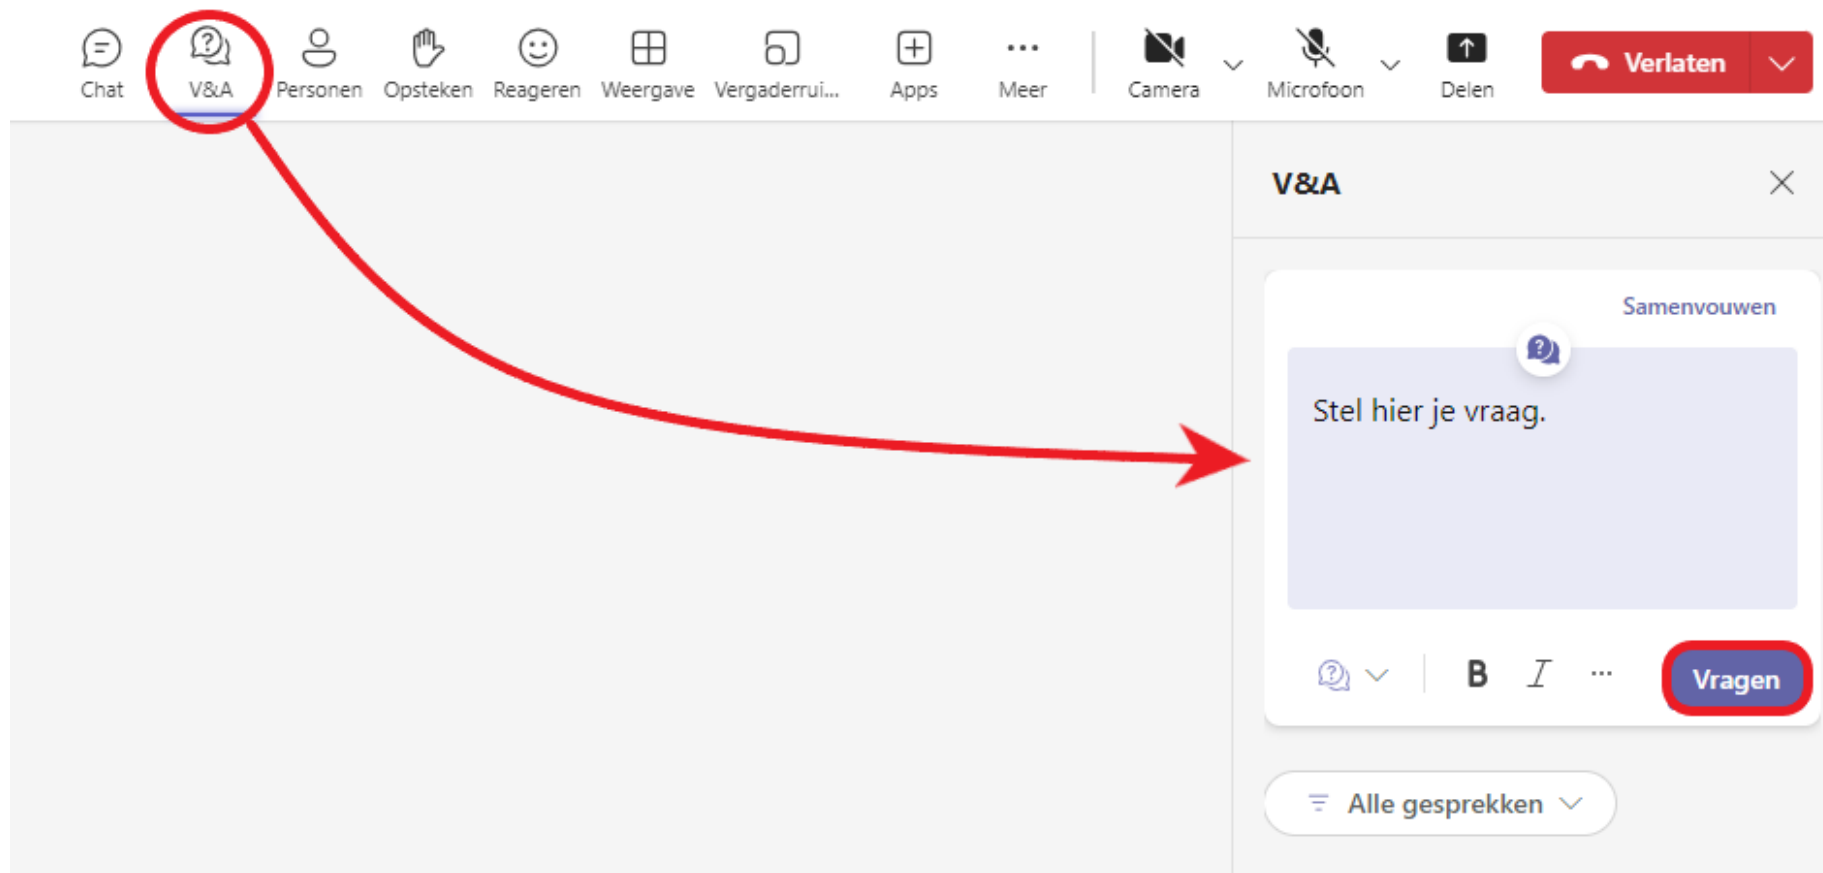 Chat V&A Personen Opsteken Reageren Weergave Vergaderrui... Apps Meer Camera Microfoon Delen Verlaten
V&A
Samenvouwen
Stel hier je vraag.
B I ... Vragen
Alle gesprekken